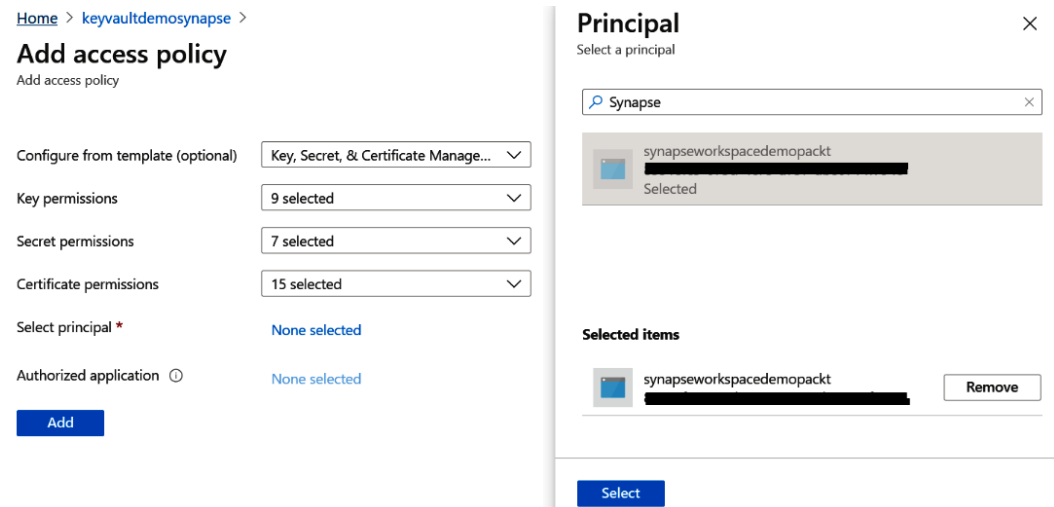 Home > keyvaultdemosynapse >
Add access policy
Add access policy
Configure from template (optional) Key, Secret, & Certificate Manage...
Key permissions 9 selected
Secret permissions 7 selected
Certificate permissions 15 selected
Select principal * None selected
Authorized application None selected
Add
Principal
Select a principal
Synapse
synapseworkspacedemopackt
Selected
Selected items
synapseworkspacedemopackt
Remove
Select